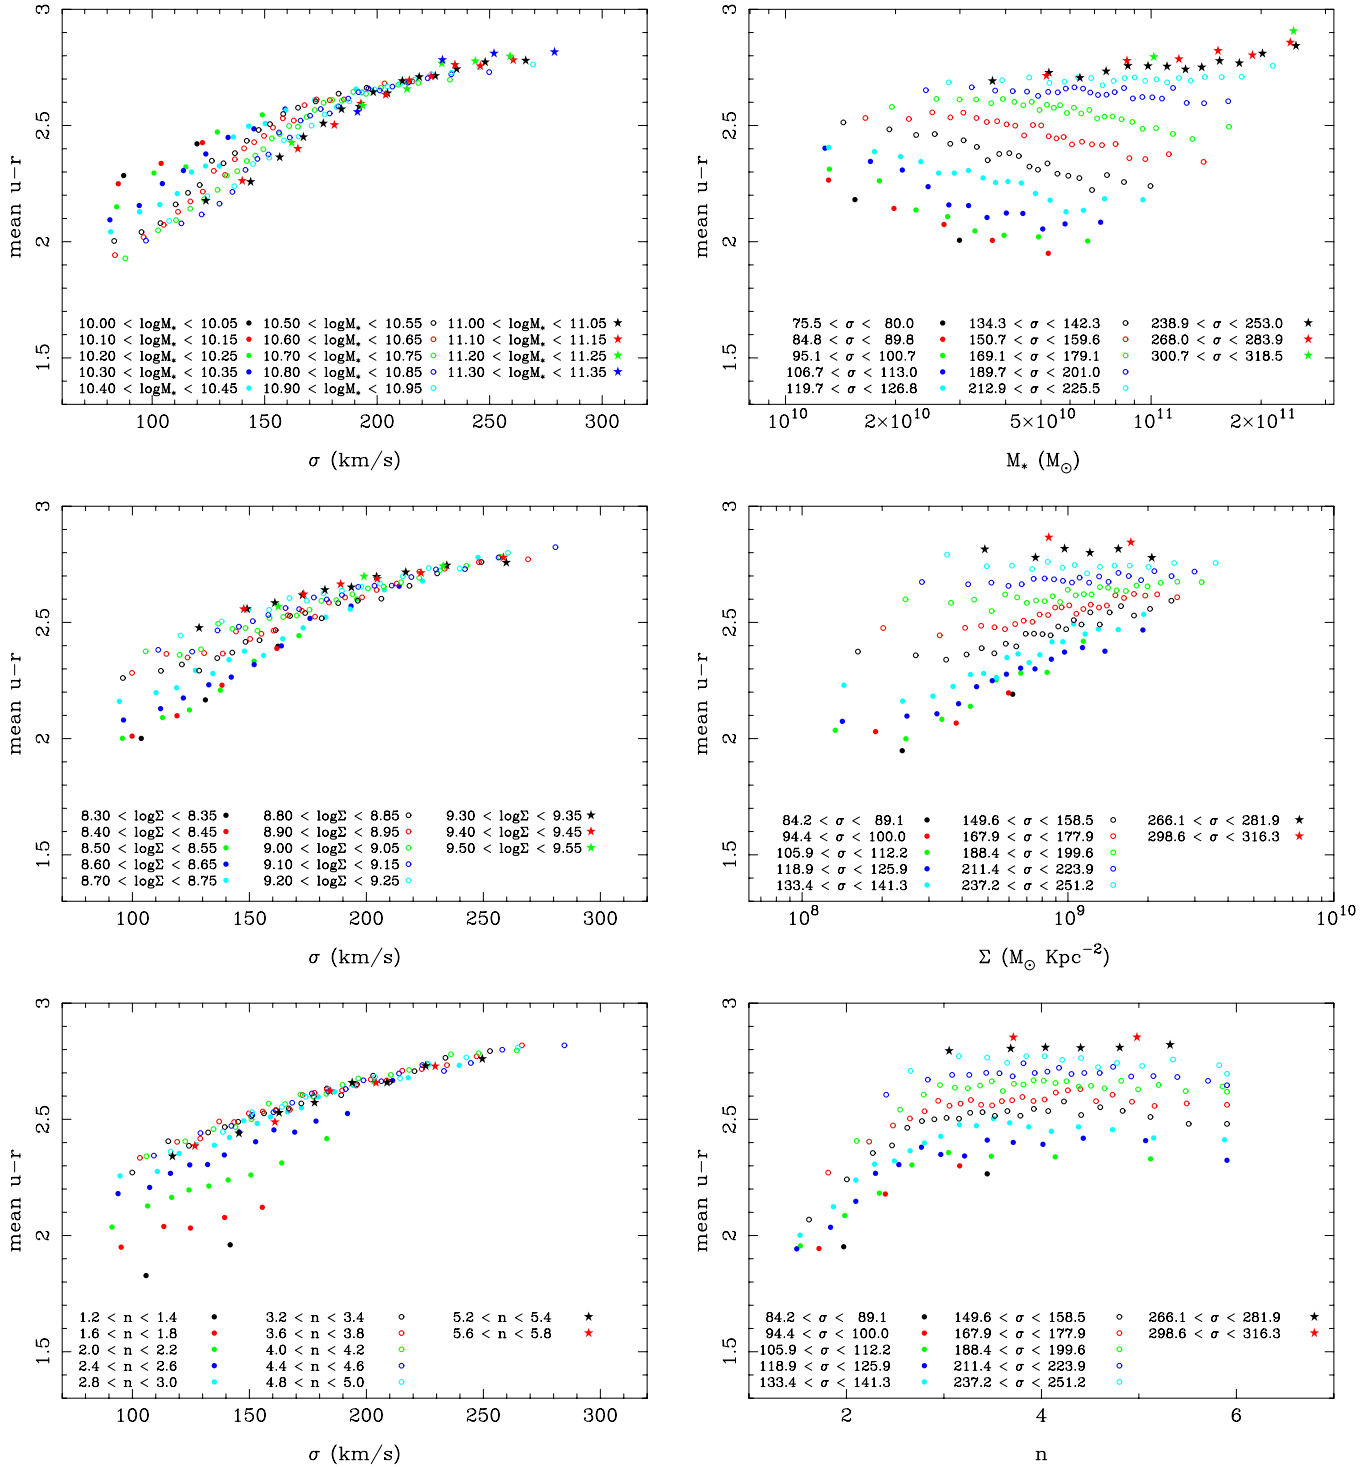 3
2.5
2
1.5
mean u−r
10.00 < logM* < 10.05 10.50 < logM* < 10.55 11.00 < logM* < 11.05
10.10 < logM* < 10.15 10.60 < logM* < 10.65 11.10 < logM* < 11.15
10.20 < logM* < 10.25 10.70 < logM* < 10.75 11.20 < logM* < 11.25
10.30 < logM* < 10.35 10.80 < logM* < 10.85 11.30 < logM* < 11.35
10.40 < logM* < 10.45 10.90 < logM* < 10.95
100 150 200 250 300
σ (km/s)
3
2.5
2
1.5
mean u−r
75.5 < σ < 80.0 134.3 < σ < 142.3 238.9 < σ < 253.0
84.8 < σ < 89.8 150.7 < σ < 159.6 268.0 < σ < 283.9
95.1 < σ < 100.7 169.1 < σ < 179.1 300.7 < σ < 318.5
106.7 < σ < 113.0 189.7 < σ < 201.0
119.7 < σ < 126.8 212.9 < σ < 225.5
10¹⁰ 2×10¹⁰ 5×10¹⁰ 10¹¹ 2×10¹¹
M* (M⊙)
3
2.5
2
1.5
mean u−r
8.30 < logΣ < 8.35 8.80 < logΣ < 8.85 9.30 < logΣ < 9.35
8.40 < logΣ < 8.45 8.90 < logΣ < 8.95 9.40 < logΣ < 9.45
8.50 < logΣ < 8.55 9.00 < logΣ < 9.05 9.50 < logΣ < 9.55
8.60 < logΣ < 8.65 9.10 < logΣ < 9.15
8.70 < logΣ < 8.75 9.20 < logΣ < 9.25
100 150 200 250 300
σ (km/s)
3
2.5
2
1.5
mean u−r
84.2 < σ < 89.1 149.6 < σ < 158.5 266.1 < σ < 281.9
94.4 < σ < 100.0 167.9 < σ < 177.9 298.6 < σ < 316.3
105.9 < σ < 112.2 188.4 < σ < 199.6
118.9 < σ < 125.9 211.4 < σ < 223.9
133.4 < σ < 141.3 237.2 < σ < 251.2
10⁸ 10⁹ 10¹⁰
Σ (M⊙ Kpc⁻²)
3
2.5
2
1.5
mean u−r
1.2 < n < 1.4 3.2 < n < 3.4 5.2 < n < 5.4
1.6 < n < 1.8 3.6 < n < 3.8 5.6 < n < 5.8
2.0 < n < 2.2 4.0 < n < 4.2
2.4 < n < 2.6 4.4 < n < 4.6
2.8 < n < 3.0 4.8 < n < 5.0
100 150 200 250 300
σ (km/s)
3
2.5
2
1.5
mean u−r
84.2 < σ < 89.1 149.6 < σ < 158.5 266.1 < σ < 281.9
94.4 < σ < 100.0 167.9 < σ < 177.9 298.6 < σ < 316.3
105.9 < σ < 112.2 188.4 < σ < 199.6
118.9 < σ < 125.9 211.4 < σ < 223.9
133.4 < σ < 141.3 237.2 < σ < 251.2
2 4 6
n